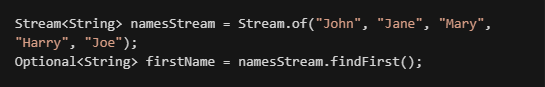 Stream<String> namesStream = Stream.of("John", "Jane", "Mary",
"Harry", "Joe");
Optional<String> firstName = namesStream.findFirst();